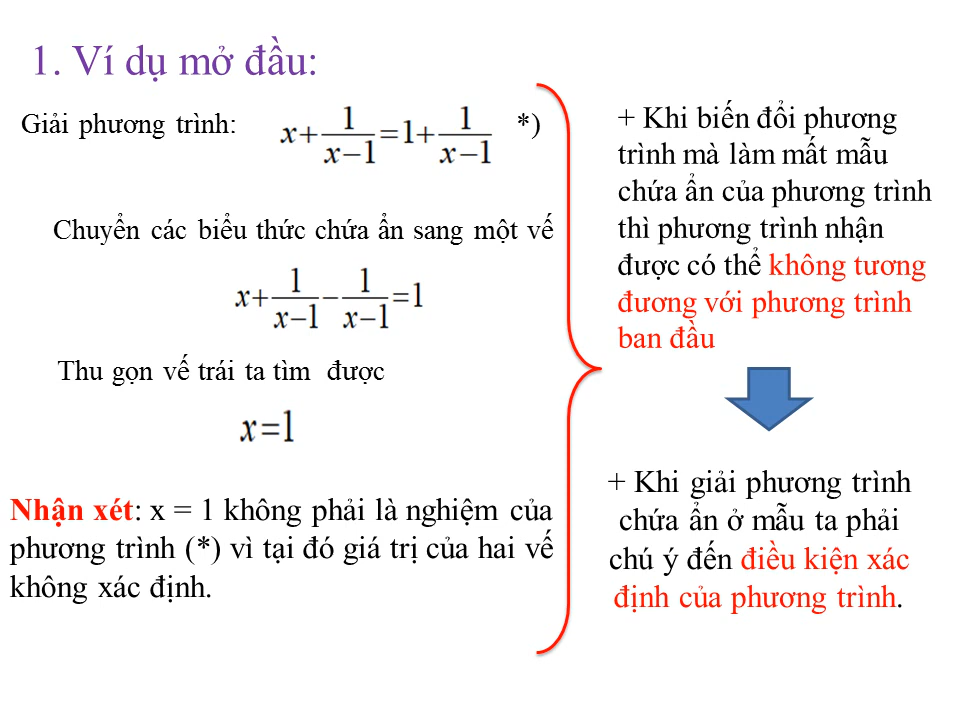 1. Ví dụ mở đầu:
Giải phương trình: x+\frac{1}{x-1}=1+\frac{1}{x-1} *)
Chuyển các biểu thức chứa ẩn sang một vế
x+\frac{1}{x-1}-\frac{1}{x-1}=1
Thu gọn vế trái ta tìm được
x=1
Nhận xét: x = 1 không phải là nghiệm của
phương trình (*) vì tại đó giá trị của hai vế
không xác định.
+ Khi biến đổi phương
trình mà làm mất mẫu
chứa ẩn của phương trình
thì phương trình nhận
được có thể không tương
đương với phương trình
ban đầu
+ Khi giải phương trình
chứa ẩn ở mẫu ta phải
chú ý đến điều kiện xác
định của phương trình.